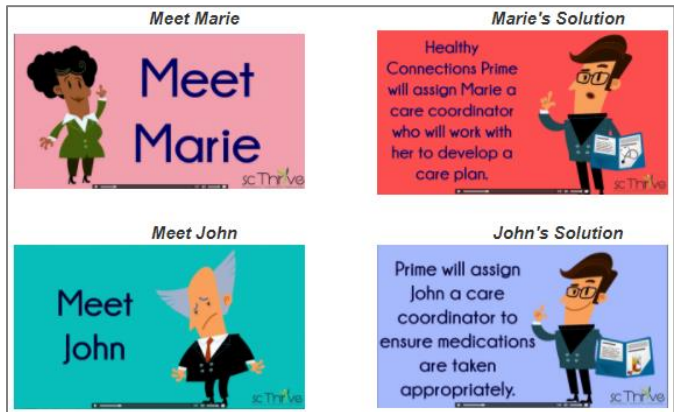 Meet Marie
Marie's Solution
Meet
Marie
sc Thrive
Healthy
Connections Prime
will assign Marie a
care coordinator
who will work with
her to develop a
care plan.
sc Thrive
Meet John
John's Solution
Meet
John
sc Thrive
Prime will assign
John a care
coordinator to
ensure medications
are taken
appropriately.
sc Thrive